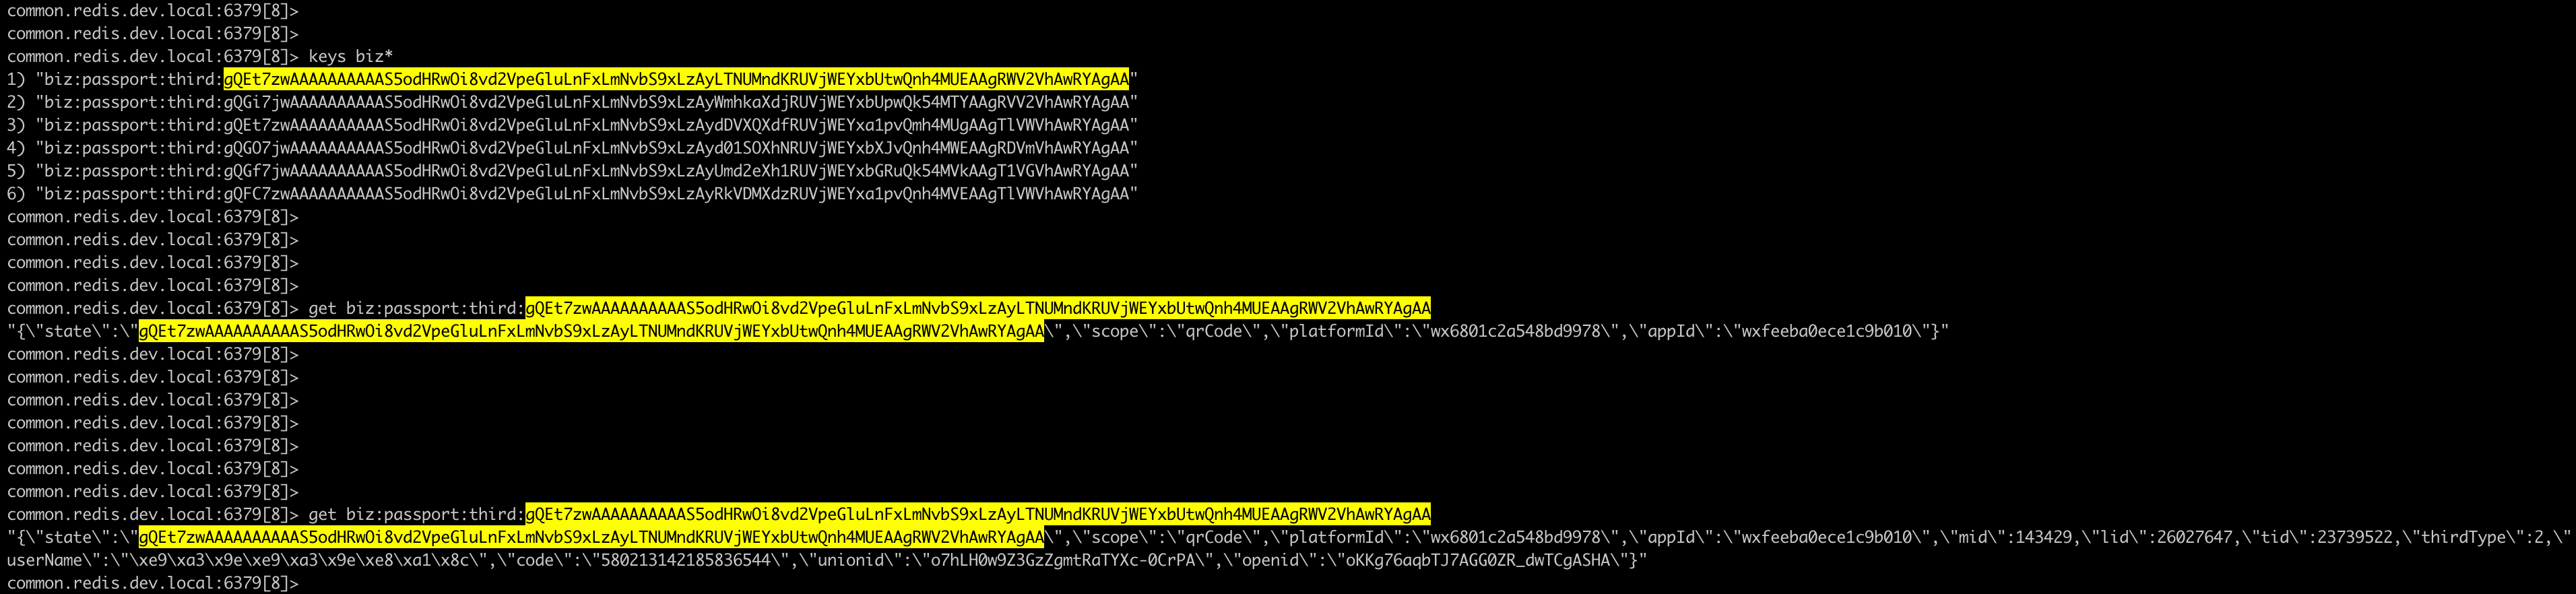 common.redis.dev.local:6379[8]>
common.redis.dev.local:6379[8]>
common.redis.dev.local:6379[8]> keys biz*
1) "biz:passport:third:gQEt7zwAAAAAAAAAAS5odHRwOi8vd2VpeGluLnFxLmNvbS9xLzAyLTNUMndKRUVjWEYxbUtwQnh4MUEAAgRWV2VhAwRYAgAA"
2) "biz:passport:third:gQGi7jwAAAAAAAAAAS5odHRwOi8vd2VpeGluLnFxLmNvbS9xLzAyWmhkaXdjRUVjWEYxbUpwQk54MTYAAgRVV2VhAwRYAgAA"
3) "biz:passport:third:gQEt7zwAAAAAAAAAAS5odHRwOi8vd2VpeGluLnFxLmNvbS9xLzAydDVXQXdfRUVjWEYxa1pvQmh4MUgAAgTlVWVhAwRYAgAA"
4) "biz:passport:third:gQGO7jwAAAAAAAAAAS5odHRwOi8vd2VpeGluLnFxLmNvbS9xLzAyd01SOXhNRUVjWEYxbXJvQnh4MWEAAgRDVmVhAwRYAgAA"
5) "biz:passport:third:gQGf7jwAAAAAAAAAAS5odHRwOi8vd2VpeGluLnFxLmNvbS9xLzAyUmd2eXh1RUVjWEYxbGRuQk54MVkAAgT1VGVhAwRYAgAA"
6) "biz:passport:third:gQFC7zwAAAAAAAAAAS5odHRwOi8vd2VpeGluLnFxLmNvbS9xLzAyRkVDMXdzRUVjWEYxa1pvQnh4MVEAAgTlVWVhAwRYAgAA"
common.redis.dev.local:6379[8]>
common.redis.dev.local:6379[8]>
common.redis.dev.local:6379[8]>
common.redis.dev.local:6379[8]>
common.redis.dev.local:6379[8]> get biz:passport:third:gQEt7zwAAAAAAAAAAS5odHRwOi8vd2VpeGluLnFxLmNvbS9xLzAyLTNUMndKRUVjWEYxbUtwQnh4MUEAAgRWV2VhAwRYAgAA
"{\"state\":\"gQEt7zwAAAAAAAAAAS5odHRwOi8vd2VpeGluLnFxLmNvbS9xLzAyLTNUMndKRUVjWEYxbUtwQnh4MUEAAgRWV2VhAwRYAgAA\",\"scope\":\"qrCode\",\"platformId\":\"wx6801c2a548bd9978\",\"appId\":\"wxfeeba0ece1c9b010\"}"
common.redis.dev.local:6379[8]>
common.redis.dev.local:6379[8]>
common.redis.dev.local:6379[8]>
common.redis.dev.local:6379[8]>
common.redis.dev.local:6379[8]>
common.redis.dev.local:6379[8]>
common.redis.dev.local:6379[8]>
common.redis.dev.local:6379[8]> get biz:passport:third:gQEt7zwAAAAAAAAAAS5odHRwOi8vd2VpeGluLnFxLmNvbS9xLzAyLTNUMndKRUVjWEYxbUtwQnh4MUEAAgRWV2VhAwRYAgAA
"{\"state\":\"gQEt7zwAAAAAAAAAAS5odHRwOi8vd2VpeGluLnFxLmNvbS9xLzAyLTNUMndKRUVjWEYxbUtwQnh4MUEAAgRWV2VhAwRYAgAA\",\"scope\":\"qrCode\",\"platformId\":\"wx6801c2a548bd9978\",\"appId\":\"wxfeeba0ece1c9b010\",\"mid\":143429,\"lid\":26027647,\"tid\":23739522,\"thirdType\":2,\"
userName\":\"\xe9\xa3\x9e\xe9\xa3\x9e\xe8\xa1\x8c\",\"code\":\"580213142185836544\",\"unionid\":\"o7hLH0w9Z3GzZgmtRaTYXc-0CrPA\",\"openid\":\"oKKg76aqbTJ7AGG0ZR_dwTCgASHA\"}"
common.redis.dev.local:6379[8]>